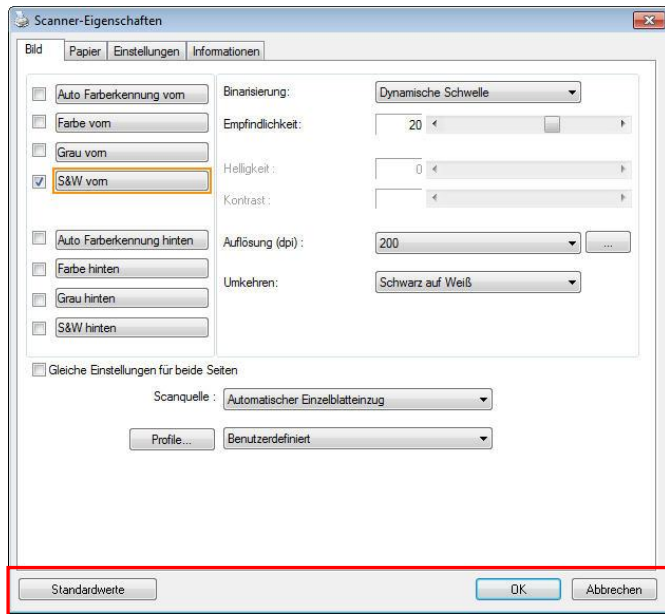 Scanner-Eigenschaften
Bild Papier Einstellungen Informationen
Auto Farberkennung vorn
Farbe vorn
Grau vorn
S&W vorn
Auto Farberkennung hinten
Farbe hinten
Grau hinten
S&W hinten
Binarisierung: Dynamische Schwelle
Empfindlichkeit: 20
Helligkeit : 0
Kontrast :
Auflösung (dpi) : 200 ...
Umkehren: Schwarz auf Weiß
Gleiche Einstellungen für beide Seiten
Scanquelle : Automatischer Einzelblatteinzug
Profile... Benutzerdefiniert
Standardwerte OK Abbrechen